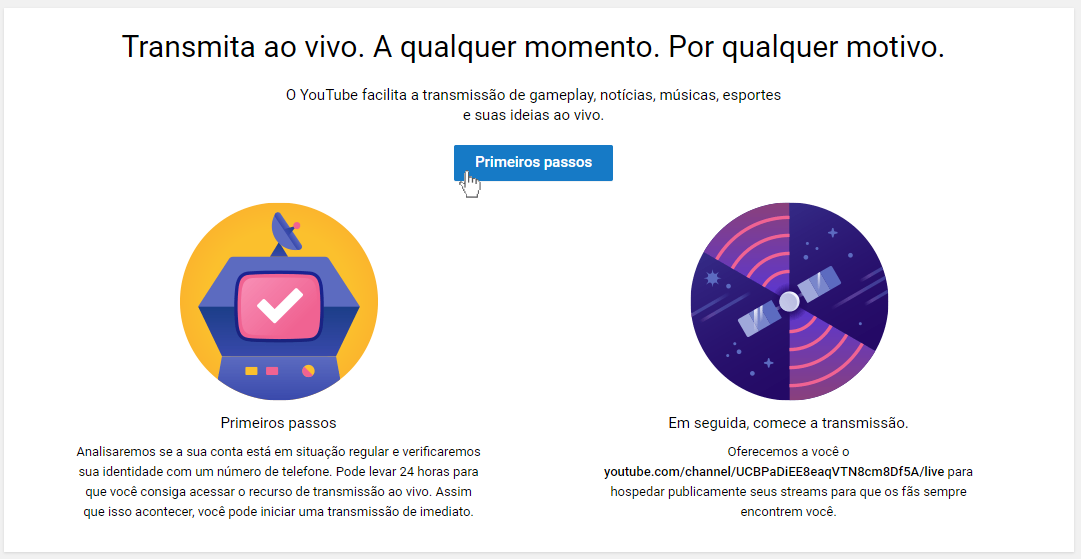 Transmita ao vivo. A qualquer momento. Por qualquer motivo.
O YouTube facilita a transmissão de gameplay, notícias, músicas, esportes
e suas ideias ao vivo.
Primeiros passos
Primeiros passos
Analisaremos se a sua conta está em situação regular e verificaremos
sua identidade com um número de telefone. Pode levar 24 horas para
que você consiga acessar o recurso de transmissão ao vivo. Assim
que isso acontecer, você pode iniciar uma transmissão de imediato.
Em seguida, comece a transmissão.
Oferecemos a você o
youtube.com/channel/UCBPaDiEE8eaqVTN8cm8Df5A/live para
hospedar publicamente seus streams para que os fãs sempre
encontrem você.